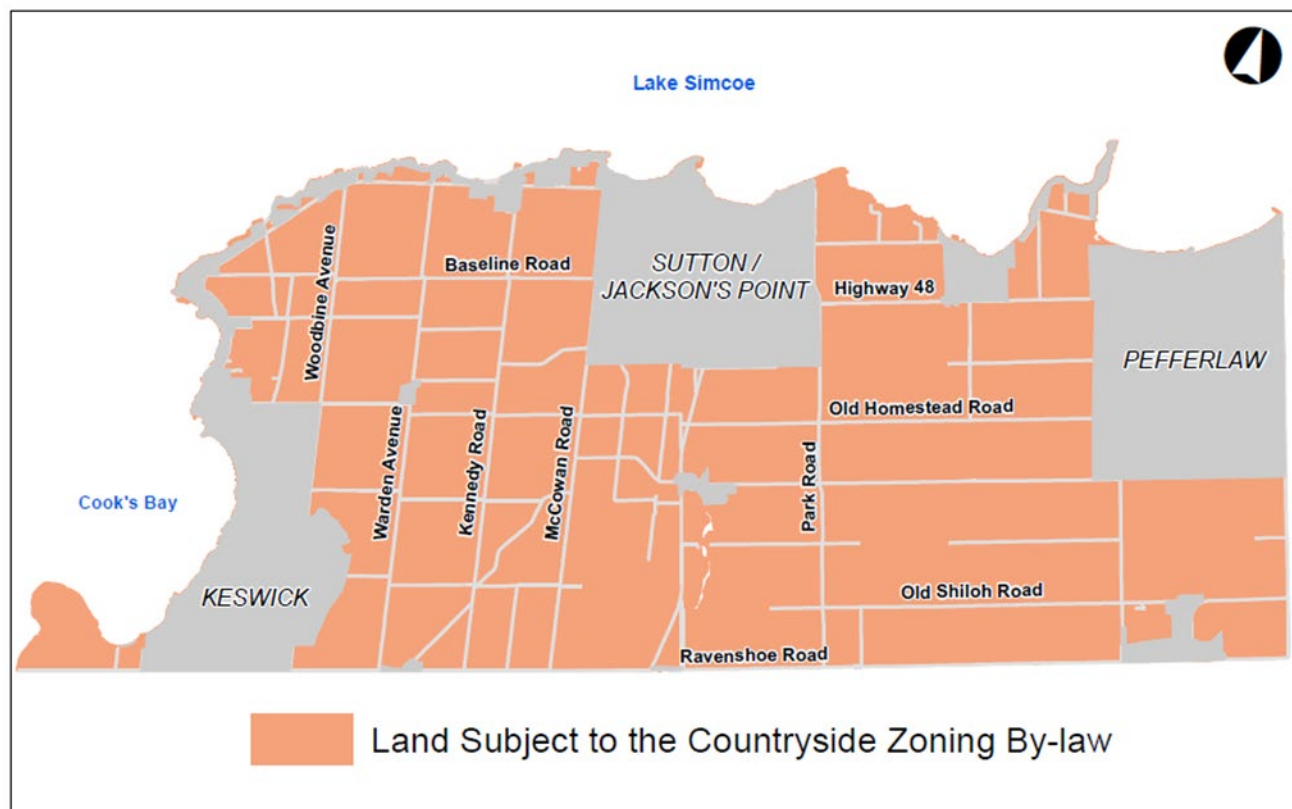 Lake Simcoe
Woodbine Avenue
Baseline Road
SUTTON /
JACKSON'S POINT
Highway 48
PEFFERLAW
Old Homestead Road
Warden Avenue
Kennedy Road
McCowan Road
Park Road
Cook's Bay
KESWICK
Old Shiloh Road
Ravenshoe Road
Land Subject to the Countryside Zoning By-law